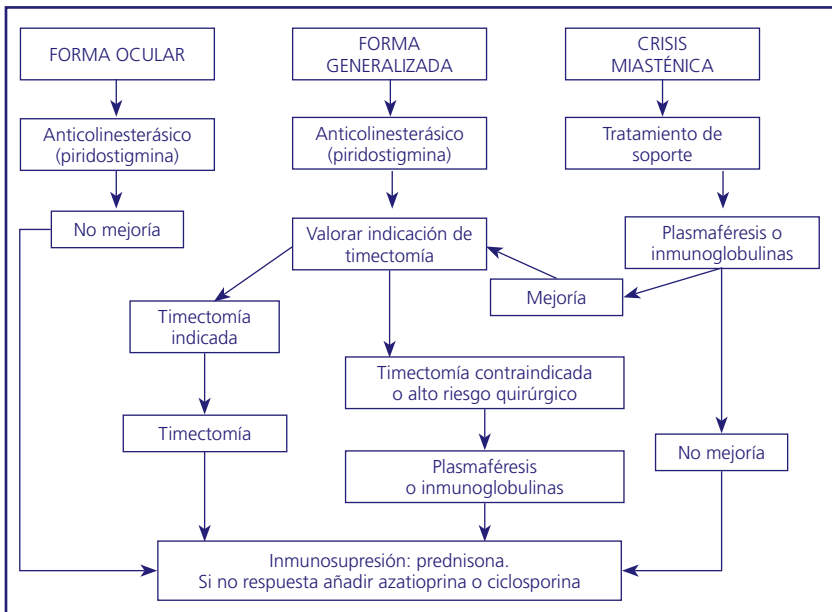 FORMA OCULAR
FORMA
GENERALIZADA
CRISIS
MIASTÉNICA
Anticolinesterásico
(piridostigmina)
Anticolinesterásico
(piridostigmina)
Tratamiento de
soporte
No mejoría
Valorar indicación de
timectomía
Plasmaféresis o
inmunoglobulinas
Mejoría
Timectomía
indicada
Timectomía contraindicada
o alto riesgo quirúrgico
Timectomía
No mejoría
Plasmaféresis
o inmunoglobulinas
Inmunosupresión: prednisona.
Si no respuesta añadir azatioprina o ciclosporina